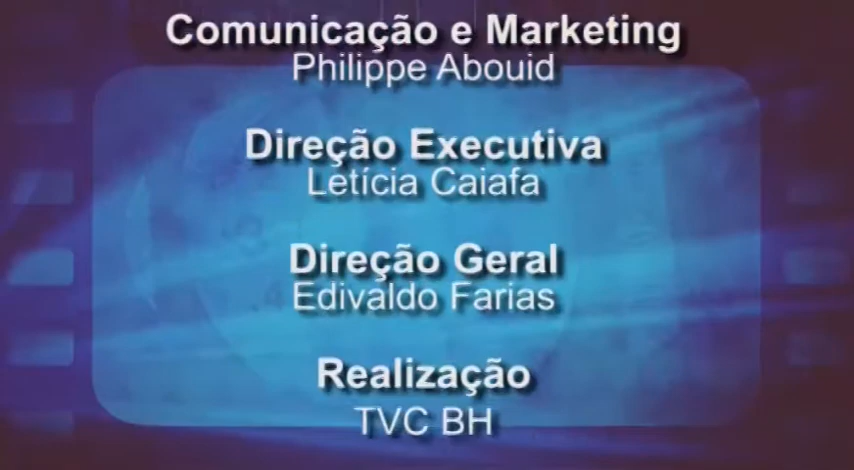 Comunicação e Marketing
Philippe Abouid
Direção Executiva
Letícia Caiafa
Direção Geral
Edivaldo Farias
Realização
TVC BH